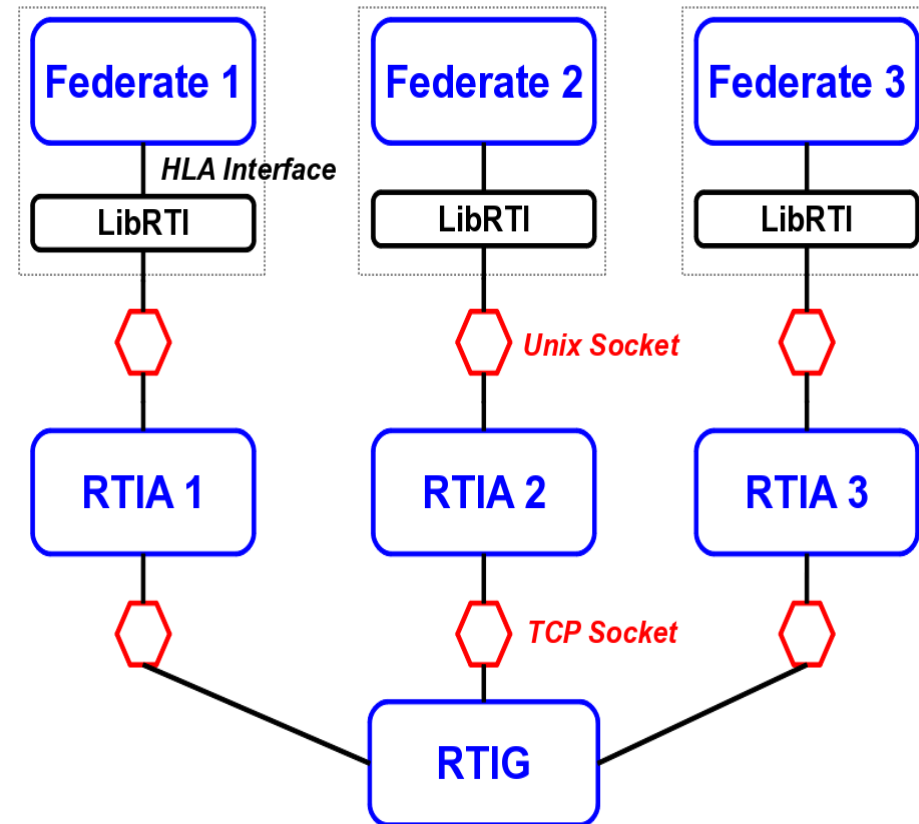 Federate 1
Federate 2
Federate 3
HLA Interface
LibRTI
LibRTI
LibRTI
Unix Socket
RTIA 1
RTIA 2
RTIA 3
TCP Socket
RTIG